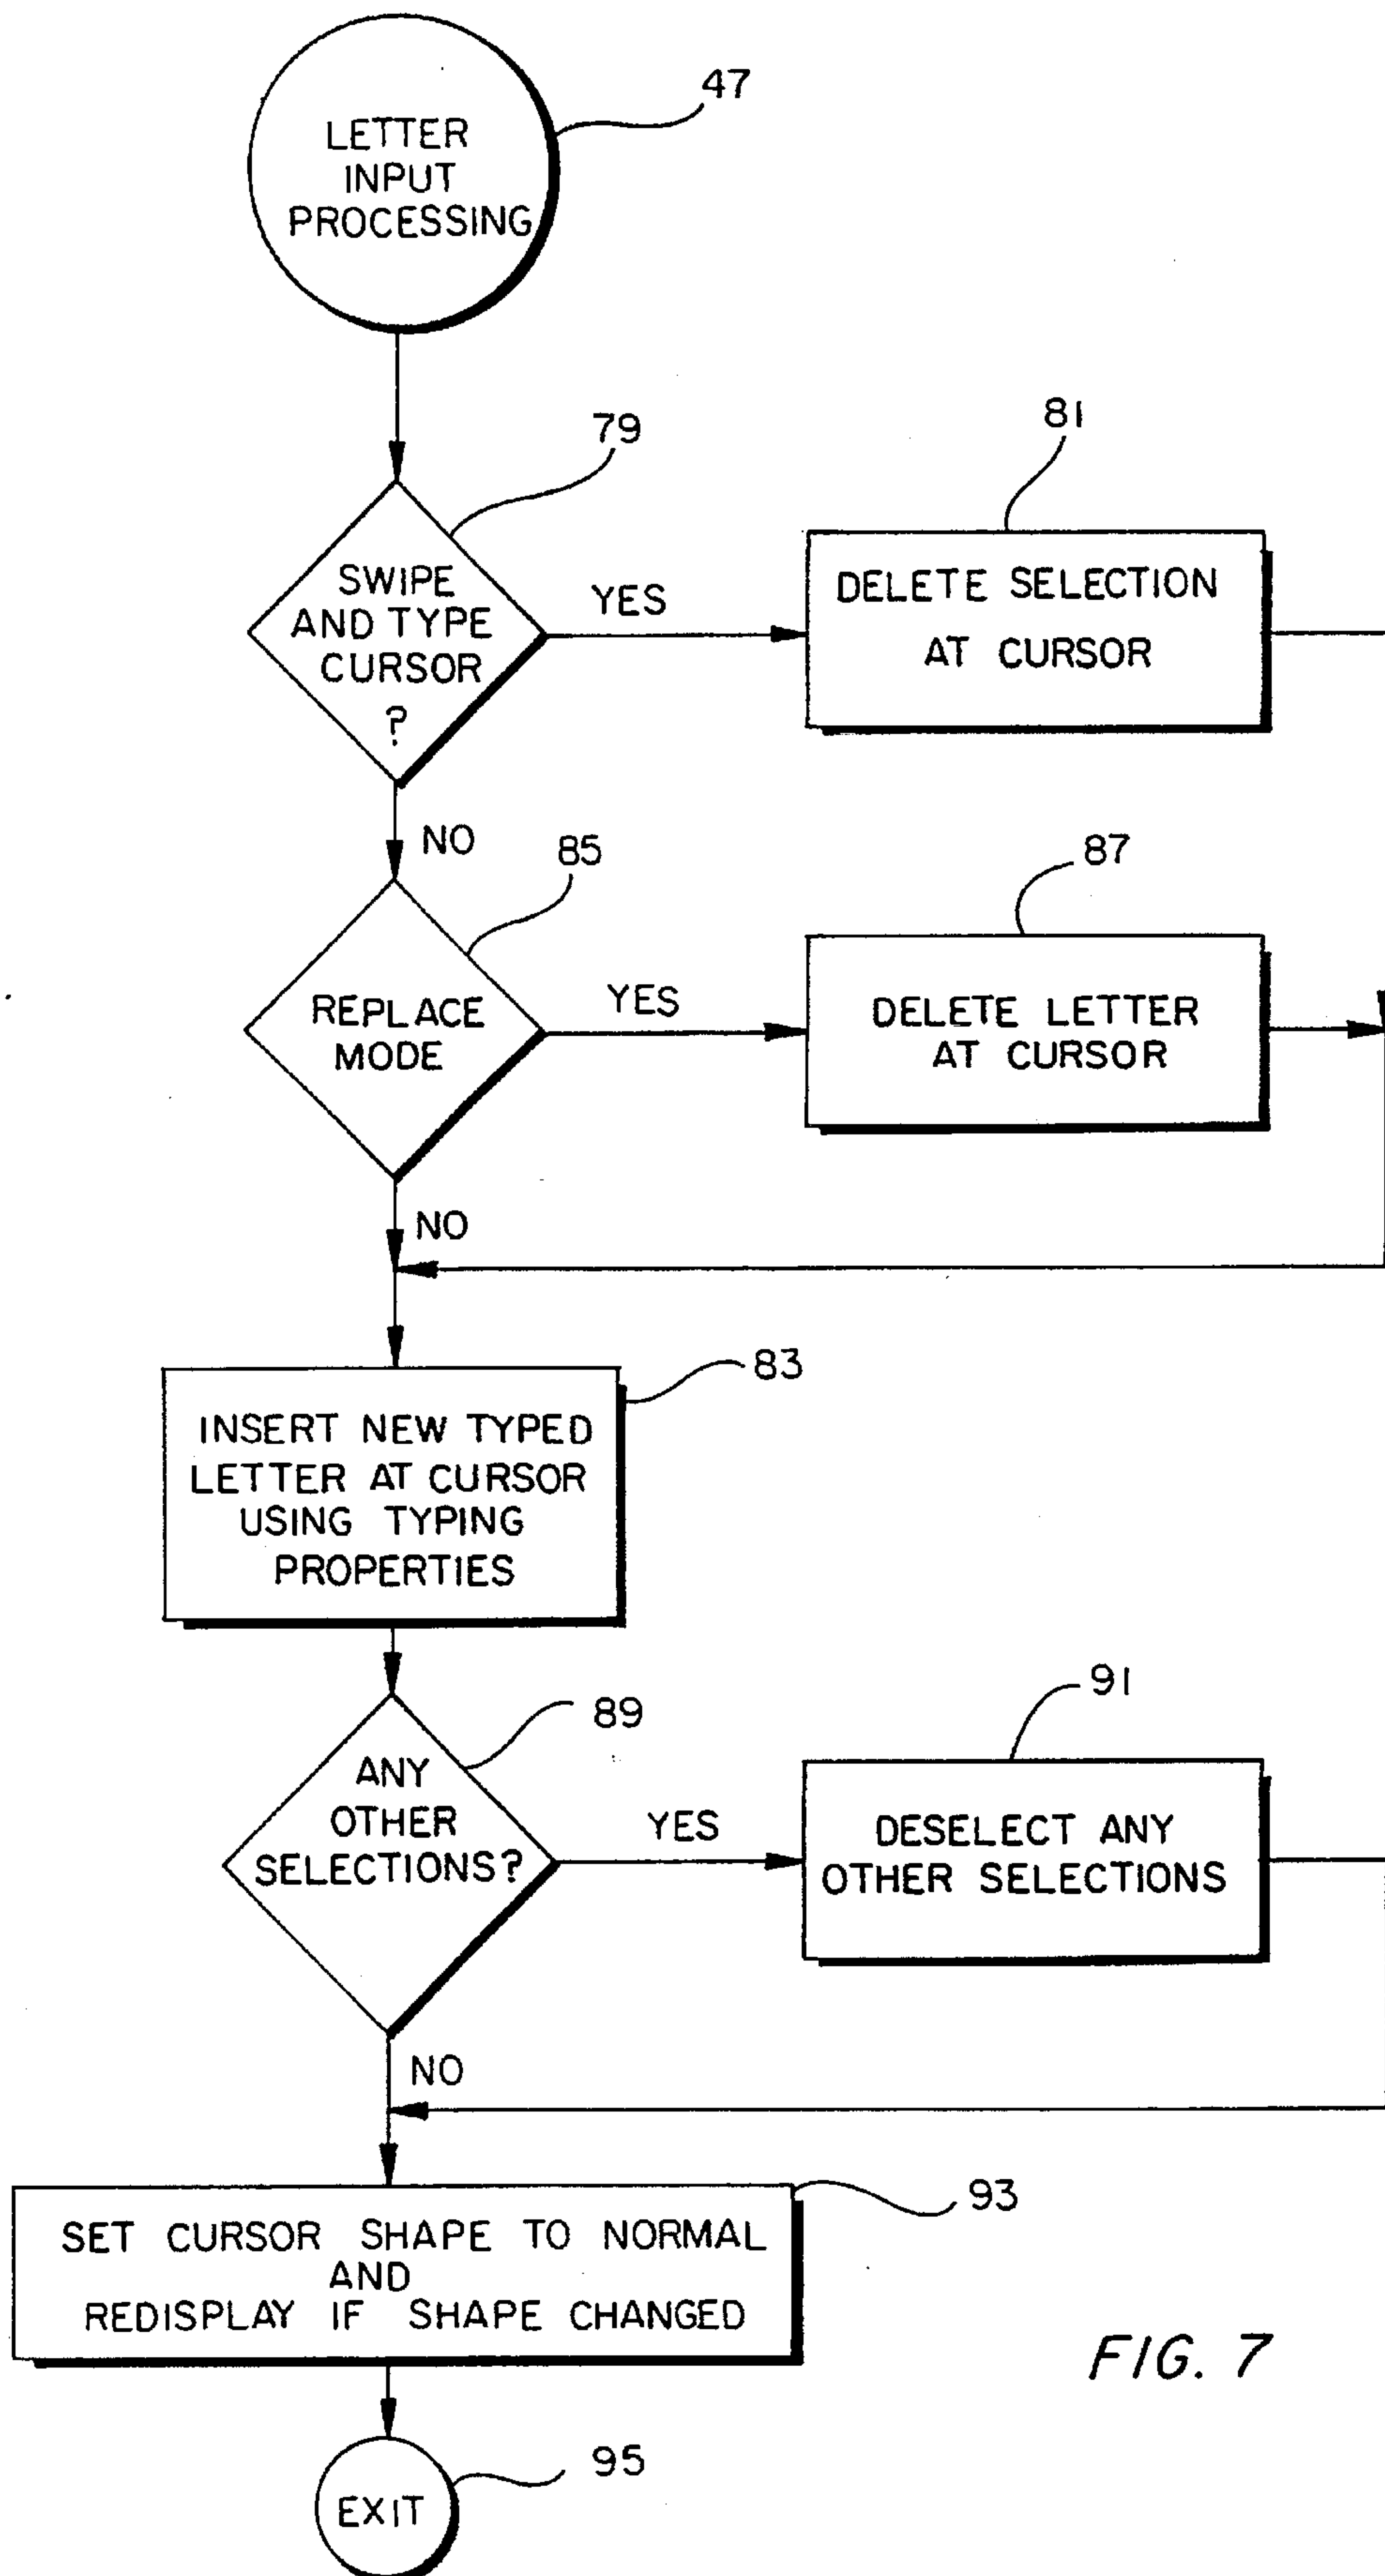 47
LETTER
INPUT
PROCESSING
79
SWIPE
AND TYPE
CURSOR
?
YES
81
DELETE SELECTION
AT CURSOR
NO
85
REPLACE
MODE
YES
87
DELETE LETTER
AT CURSOR
NO
83
INSERT NEW TYPED
LETTER AT CURSOR
USING TYPING
PROPERTIES
89
ANY
OTHER
SELECTIONS?
YES
91
DESELECT ANY
OTHER SELECTIONS
NO
93
SET CURSOR SHAPE TO NORMAL
AND
REDISPLAY IF SHAPE CHANGED
FIG. 7
95
EXIT